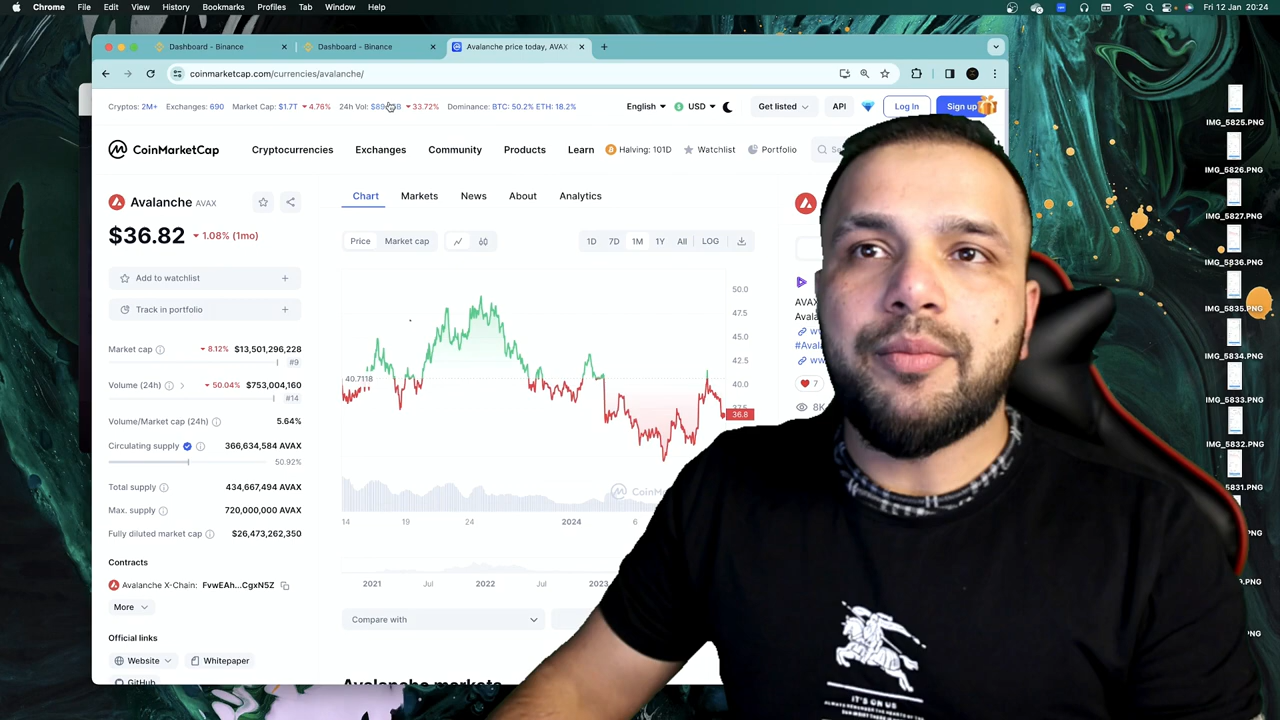 Chrome File Edit View History Bookmarks Profiles Tab Window Help Fri 12 Jan 20:24
Dashboard - Binance Dashboard - Binance Avalanche price today, AVAX
coinmarketcap.com/currencies/avalanche/
Cryptos: 2M+ Exchanges: 690 Market Cap: $1.7T 4.76% 24h Vol: 33.72% Dominance: BTC: 50.2% ETH: 18.2% English USD Get listed API Log In Sign up
CoinMarketCap Cryptocurrencies Exchanges Community Products Learn Halving: 101D Watchlist Portfolio
Avalanche AVAX
Chart Markets News About Analytics
$36.82 1.08% (1mo)
Price Market cap 1D 7D 1M 1Y All LOG
Add to watchlist +
Track in portfolio +
Market cap 8.12% $13,501,296,228
#9
Volume (24h) 50.04% $753,004,160
#14
Volume/Market cap (24h) 5.64%
Circulating supply 366,634,584 AVAX
50.92%
Total supply 434,667,494 AVAX
Max. supply 720,000,000 AVAX
Fully diluted market cap $26,473,262,350
Contracts
Avalanche X-Chain: FvwEAh...CgxN5Z
More
Official links
Website Whitepaper
GitHub
50.0
47.5
45.0
42.5
40.7118
40.0
36.8
14 19 24 2024 6
2021 Jul 2022 Jul 2023
Compare with
Avalanche markets
AVAX
7
8K
IMG_5825.PNG
IMG_5826.PNG
IMG_5827.PNG
IMG_5836.PNG
IMG_5835.PNG
IMG_5834.PNG
IMG_5833.PNG
IMG_5832.PNG
IT'S ON US